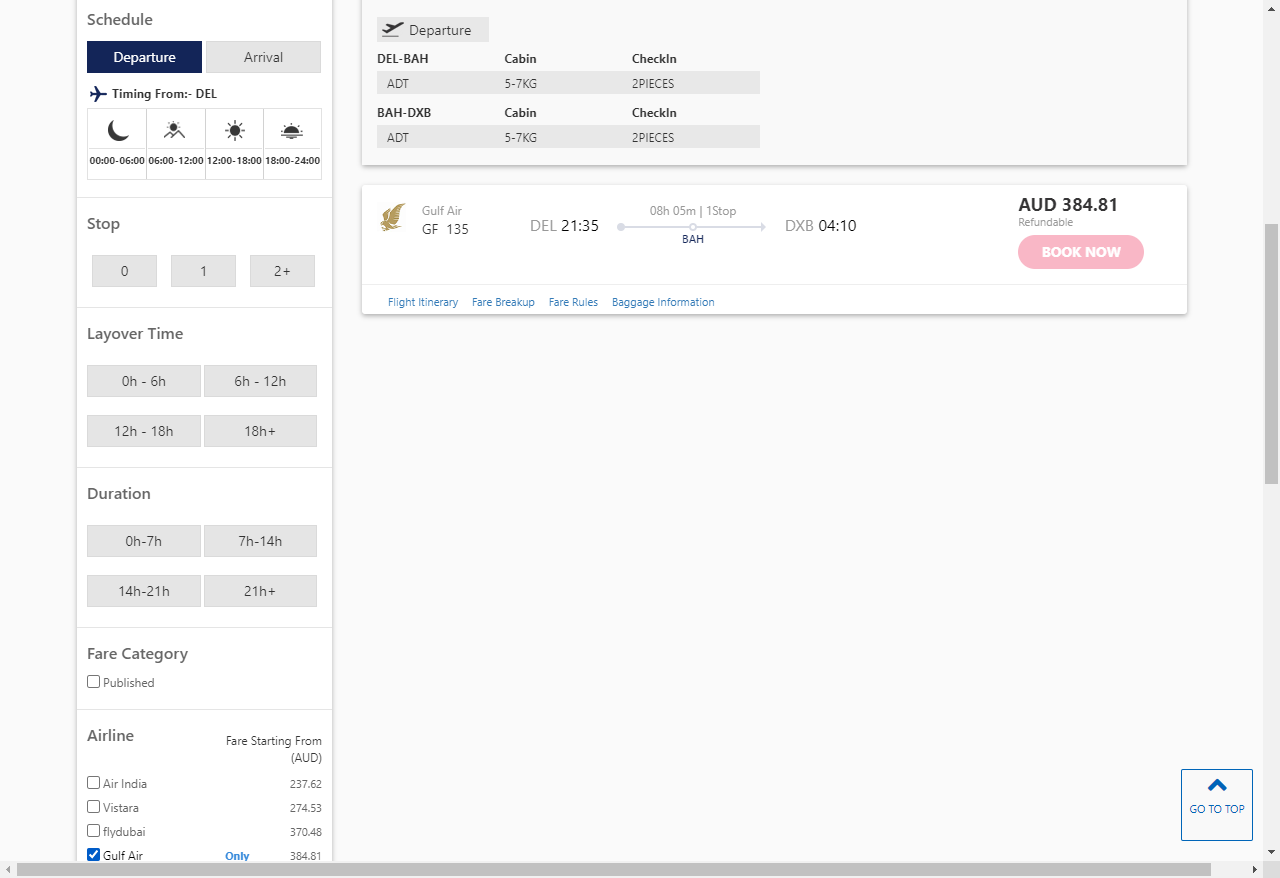 Schedule
Departure
Arrival
Timing From:- DEL
00:00-06:00
06:00-12:00
12:00-18:00
18:00-24:00
Stop
0
1
2+
Layover Time
0h - 6h
6h - 12h
12h - 18h
18h+
Duration
0h-7h
7h-14h
14h-21h
21h+
Fare Category
Published
Airline
Fare Starting From
(AUD)
Air India 237.62
Vistara 274.53
flydubai 370.48
Gulf Air Only 384.81
Departure
DEL-BAH Cabin CheckIn
ADT 5-7KG 2PIECES
BAH-DXB Cabin CheckIn
ADT 5-7KG 2PIECES
Gulf Air
GF 135
DEL 21:35
08h 05m | 1Stop
BAH
DXB 04:10
AUD 384.81
Refundable
BOOK NOW
Flight Itinerary Fare Breakup Fare Rules Baggage Information
GO TO TOP